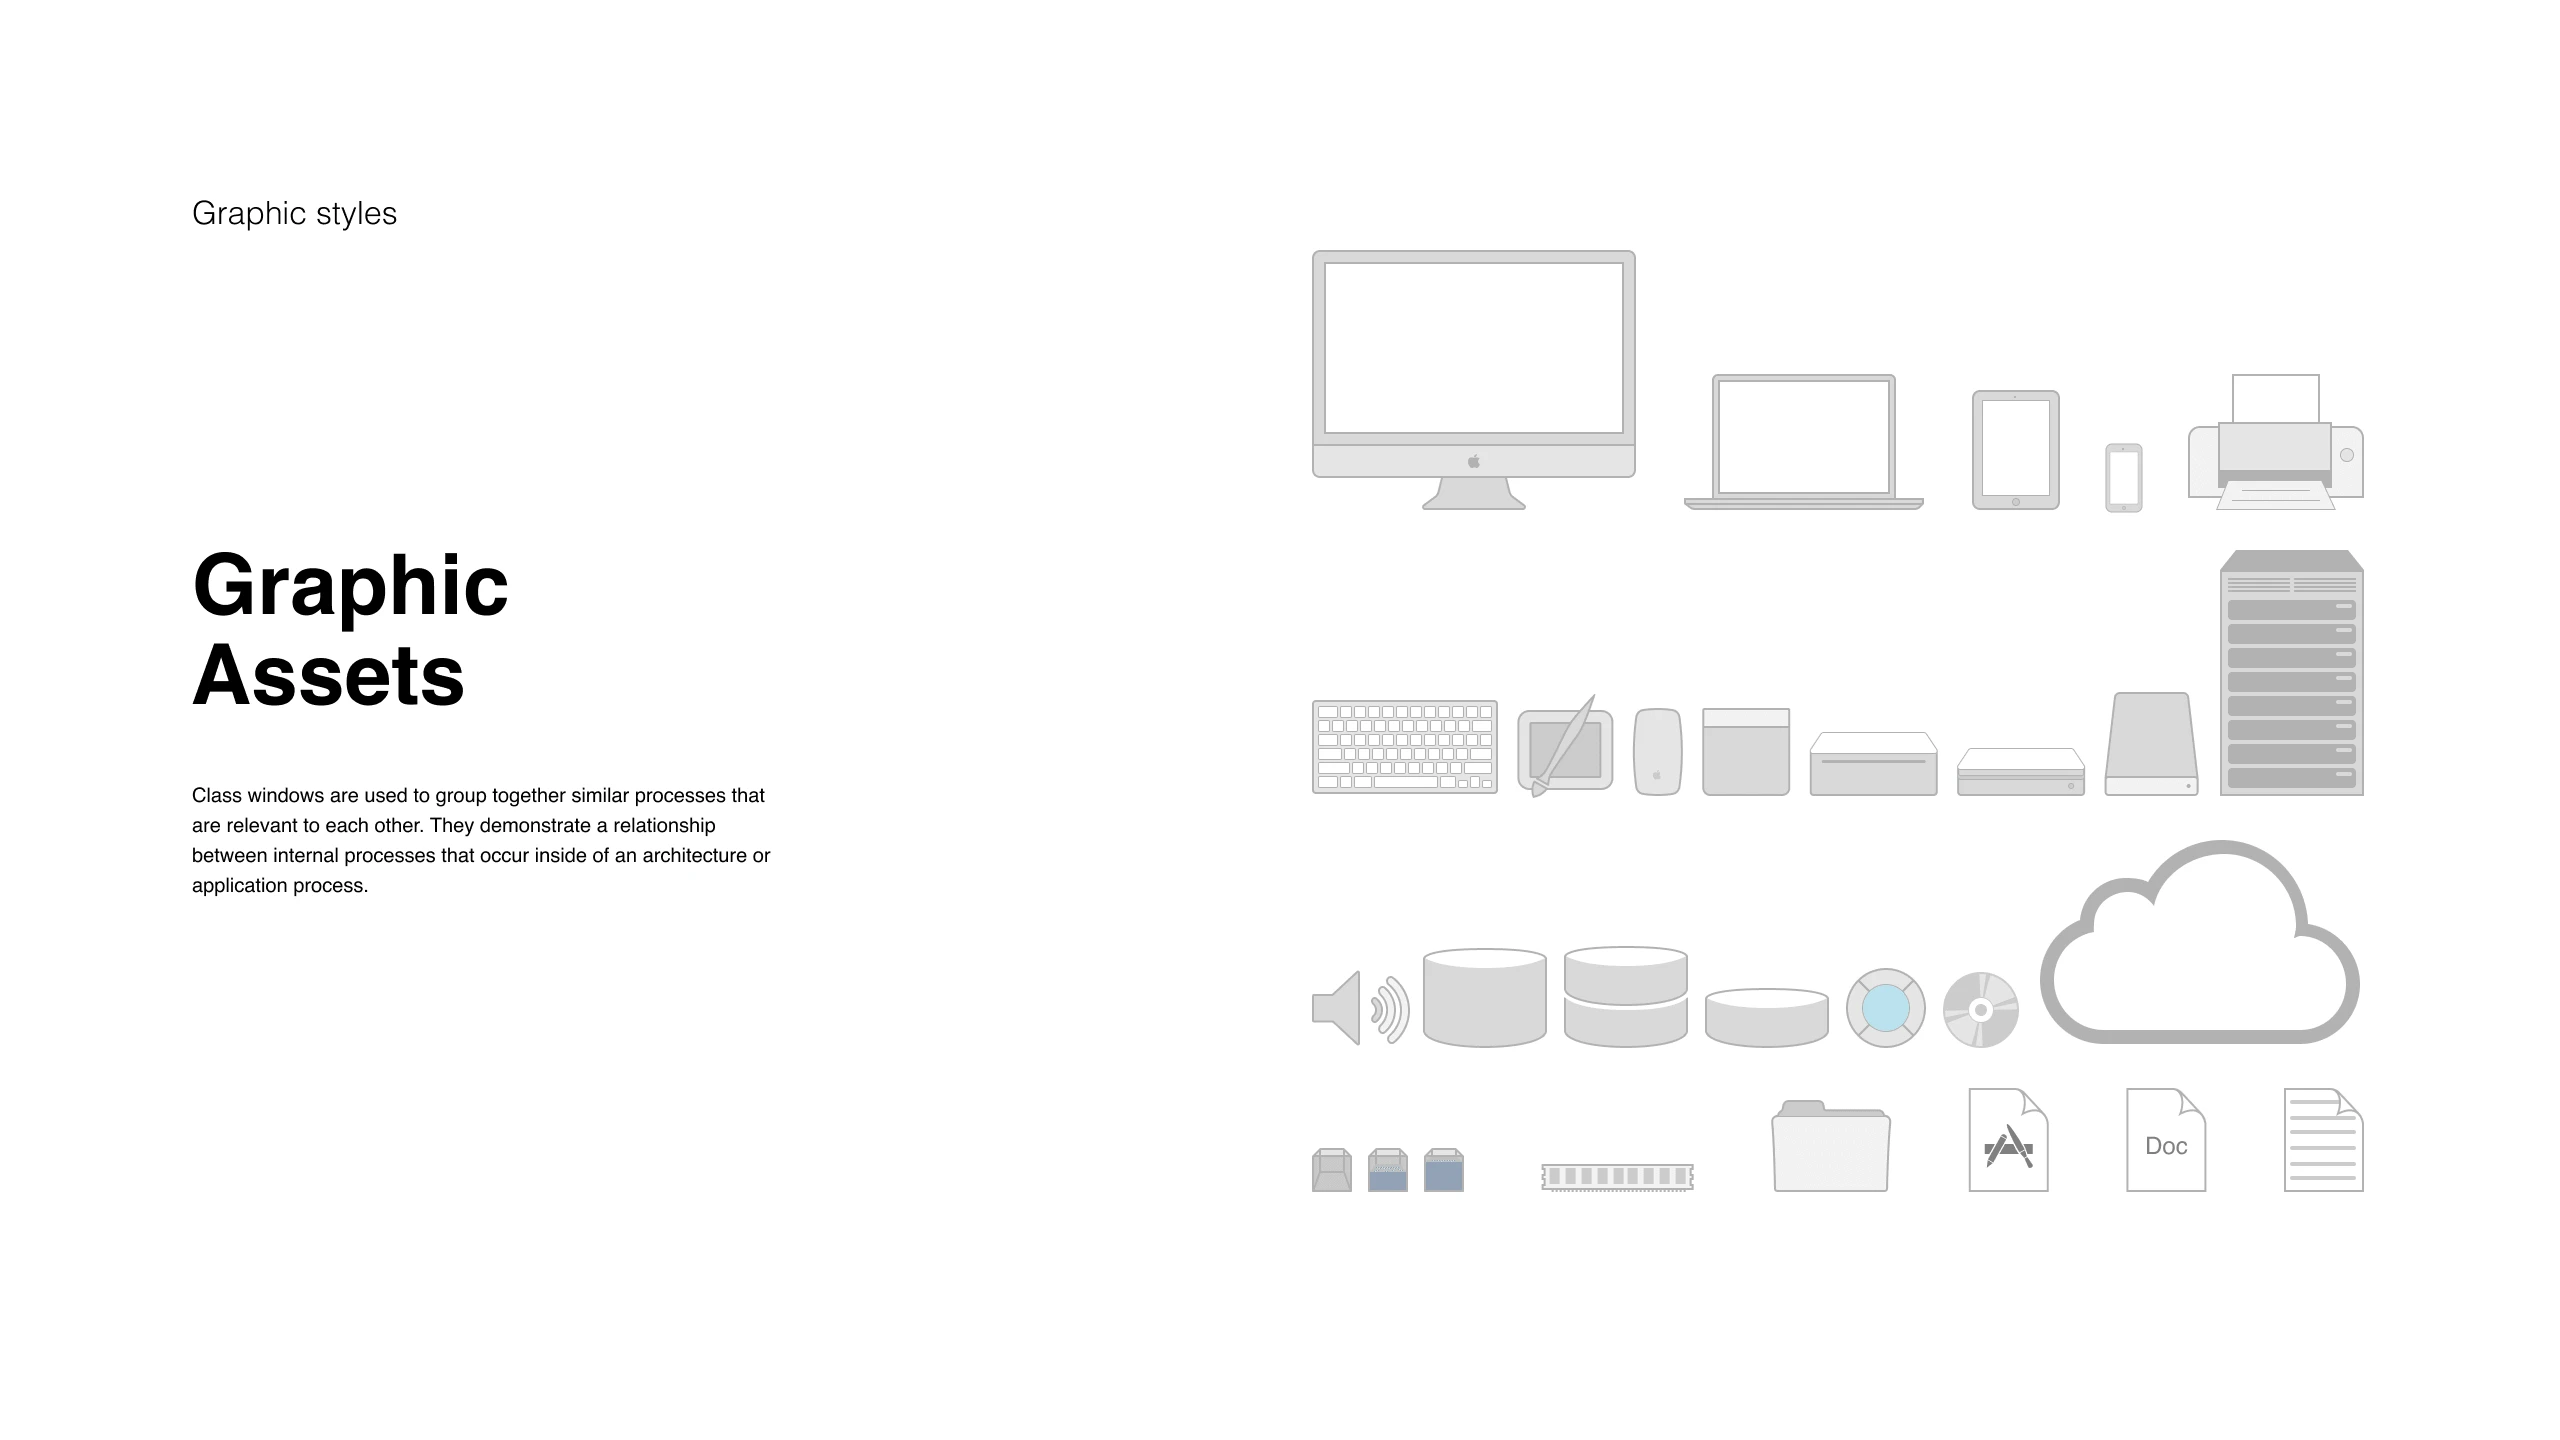 Graphic styles
Graphic
Assets
Class windows are used to group together similar processes that
are relevant to each other. They demonstrate a relationship
between internal processes that occur inside of an architecture or
application process.
Doc